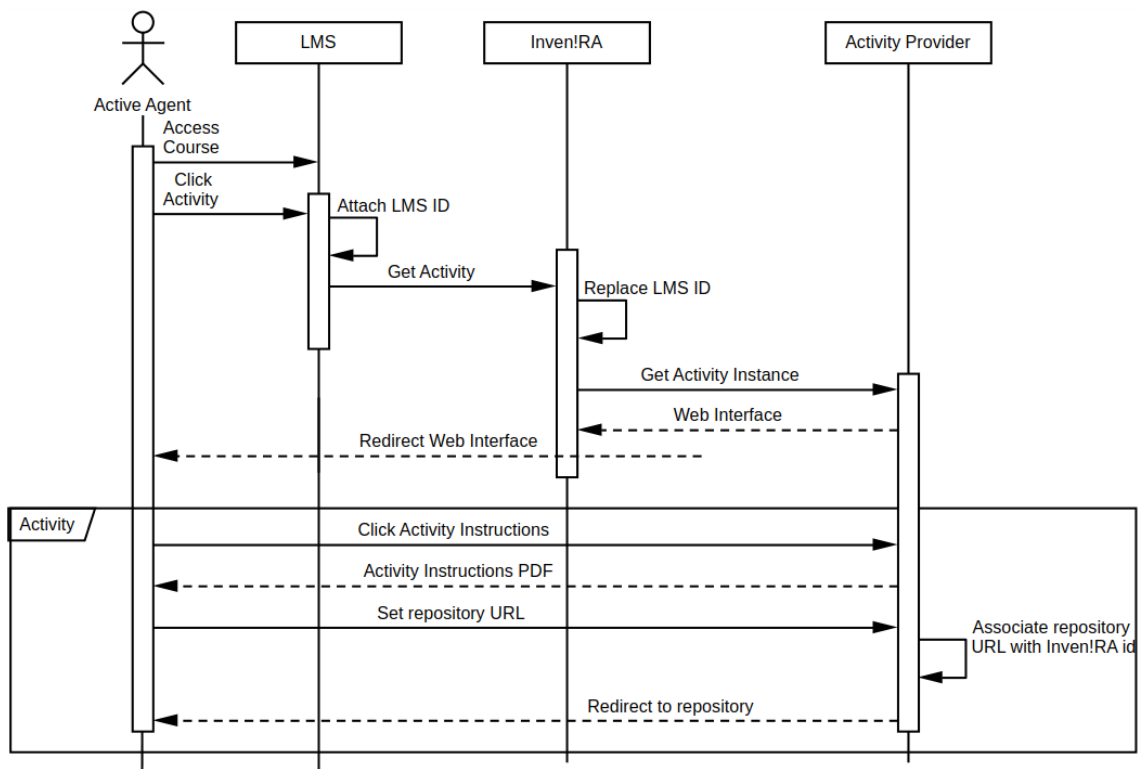 LMS
Inven!RA
Activity Provider
Active Agent
Access
Course
Click
Activity
Attach LMS ID
Get Activity
Replace LMS ID
Get Activity Instance
Web Interface
Redirect Web Interface
Activity
Click Activity Instructions
Activity Instructions PDF
Set repository URL
Associate repository
URL with Inven!RA id
Redirect to repository